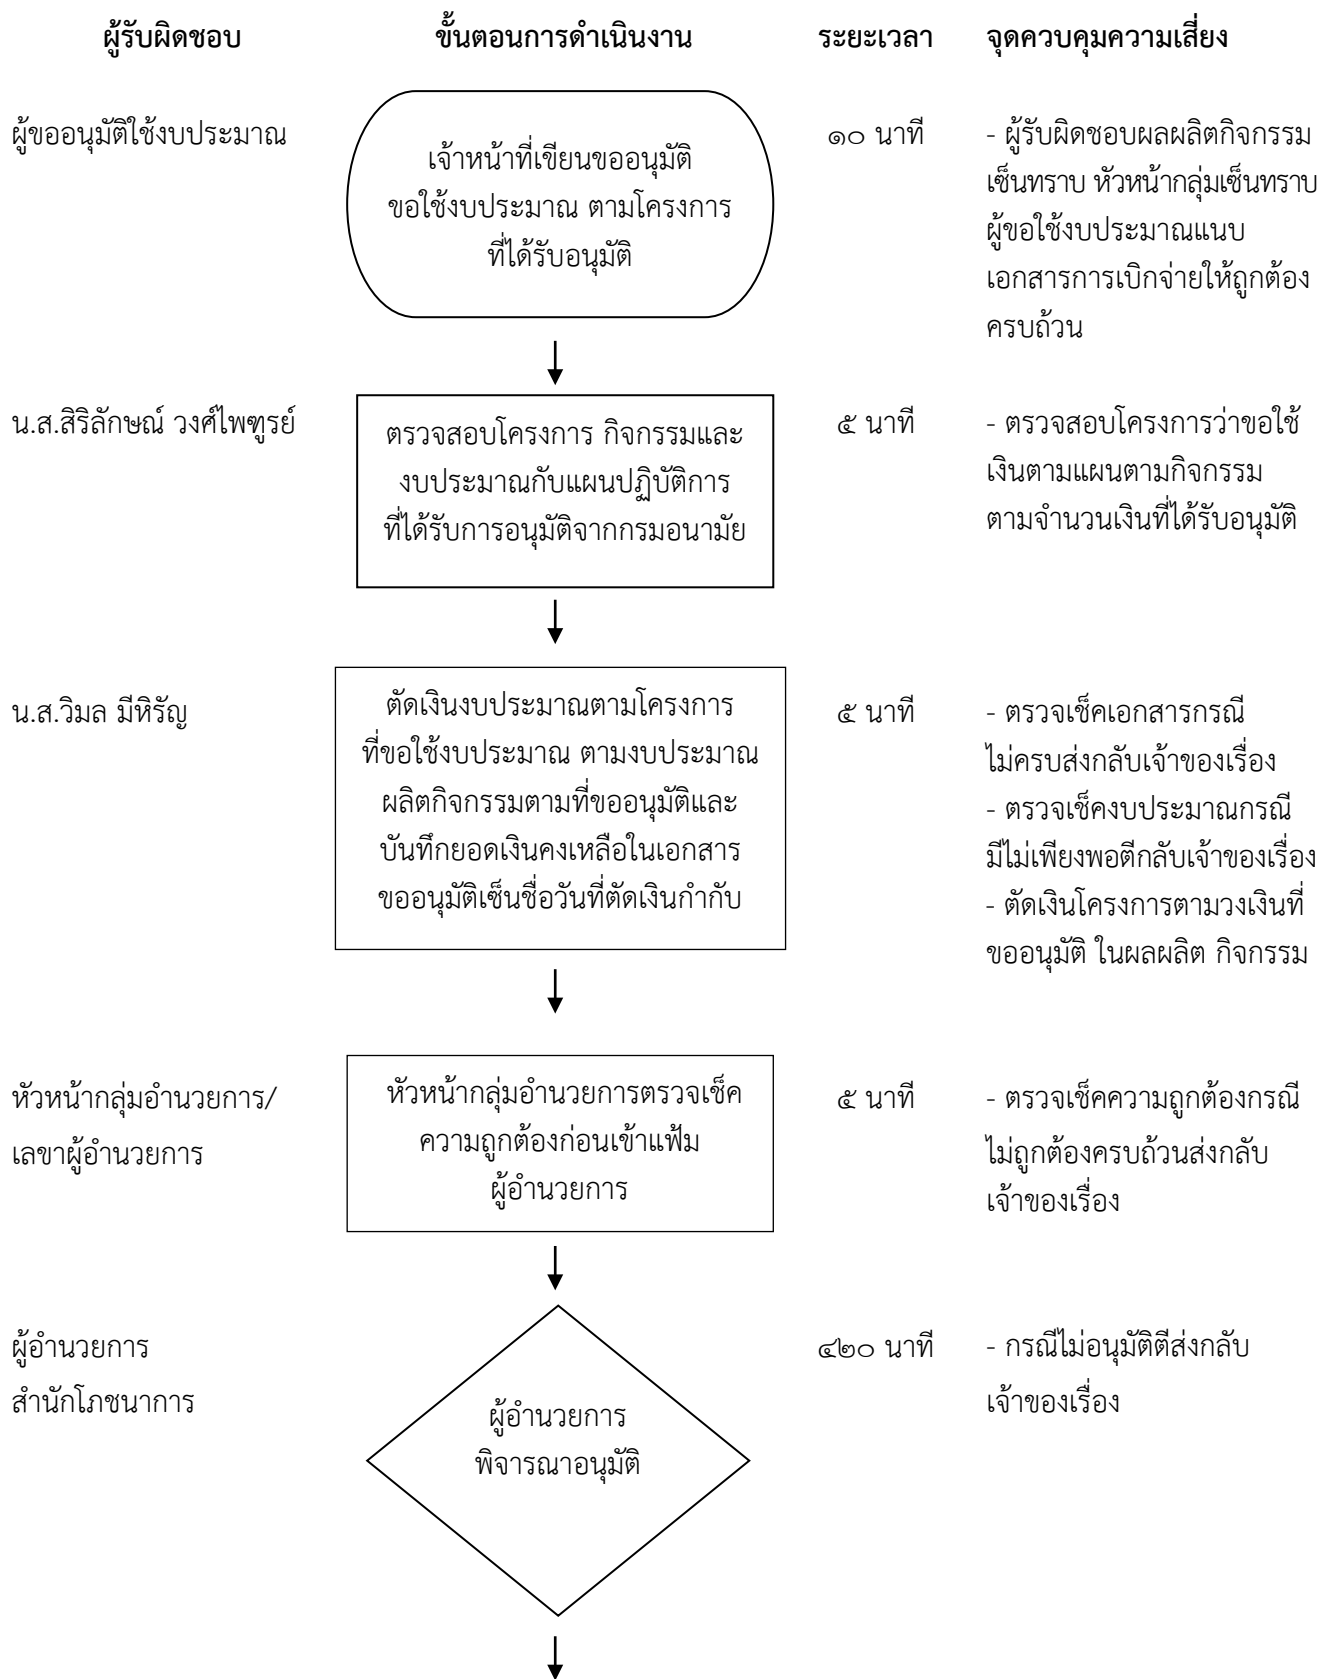 ผู้รับผิดชอบ ขั้นตอนการดำเนินงาน ระยะเวลา จุดควบคุมความเสี่ยง
ผู้ขออนุมัติใช้งบประมาณ
เจ้าหน้าที่เขียนขออนุมัติ
ขอใช้งบประมาณ ตามโครงการ
ที่ได้รับอนุมัติ
๑๐ นาที
- ผู้รับผิดชอบผลผลิตกิจกรรม
เซ็นทราบ หัวหน้ากลุ่มเซ็นทราบ
ผู้ขอใช้งบประมาณแนบ
เอกสารการเบิกจ่ายให้ถูกต้อง
ครบถ้วน
น.ส.สิริลักษณ์ วงศ์ไพฑูรย์
ตรวจสอบโครงการ กิจกรรมและ
งบประมาณกับแผนปฏิบัติการ
ที่ได้รับการอนุมัติจากกรมอนามัย
๕ นาที
- ตรวจสอบโครงการว่าขอใช้
เงินตามแผนตามกิจกรรม
ตามจำนวนเงินที่ได้รับอนุมัติ
น.ส.วิมล มีหิรัญ
ตัดเงินงบประมาณตามโครงการ
ที่ขอใช้งบประมาณ ตามงบประมาณ
ผลิตกิจกรรมตามที่ขออนุมัติและ
บันทึกยอดเงินคงเหลือในเอกสาร
ขออนุมัติเซ็นชื่อวันที่ตัดเงินกำกับ
๕ นาที
- ตรวจเช็คเอกสารกรณี
ไม่ครบส่งกลับเจ้าของเรื่อง
- ตรวจเช็คงบประมาณกรณี
มีไม่เพียงพอตีกลับเจ้าของเรื่อง
- ตัดเงินโครงการตามวงเงินที่
ขออนุมัติ ในผลผลิต กิจกรรม
หัวหน้ากลุ่มอำนวยการ/
เลขาผู้อำนวยการ
หัวหน้ากลุ่มอำนวยการตรวจเช็ค
ความถูกต้องก่อนเข้าแฟ้ม
ผู้อำนวยการ
๕ นาที
- ตรวจเช็คความถูกต้องกรณี
ไม่ถูกต้องครบถ้วนส่งกลับ
เจ้าของเรื่อง
ผู้อำนวยการ
สำนักโภชนาการ
ผู้อำนวยการ
พิจารณาอนุมัติ
๔๒๐ นาที
- กรณีไม่อนุมัติตีส่งกลับ
เจ้าของเรื่อง